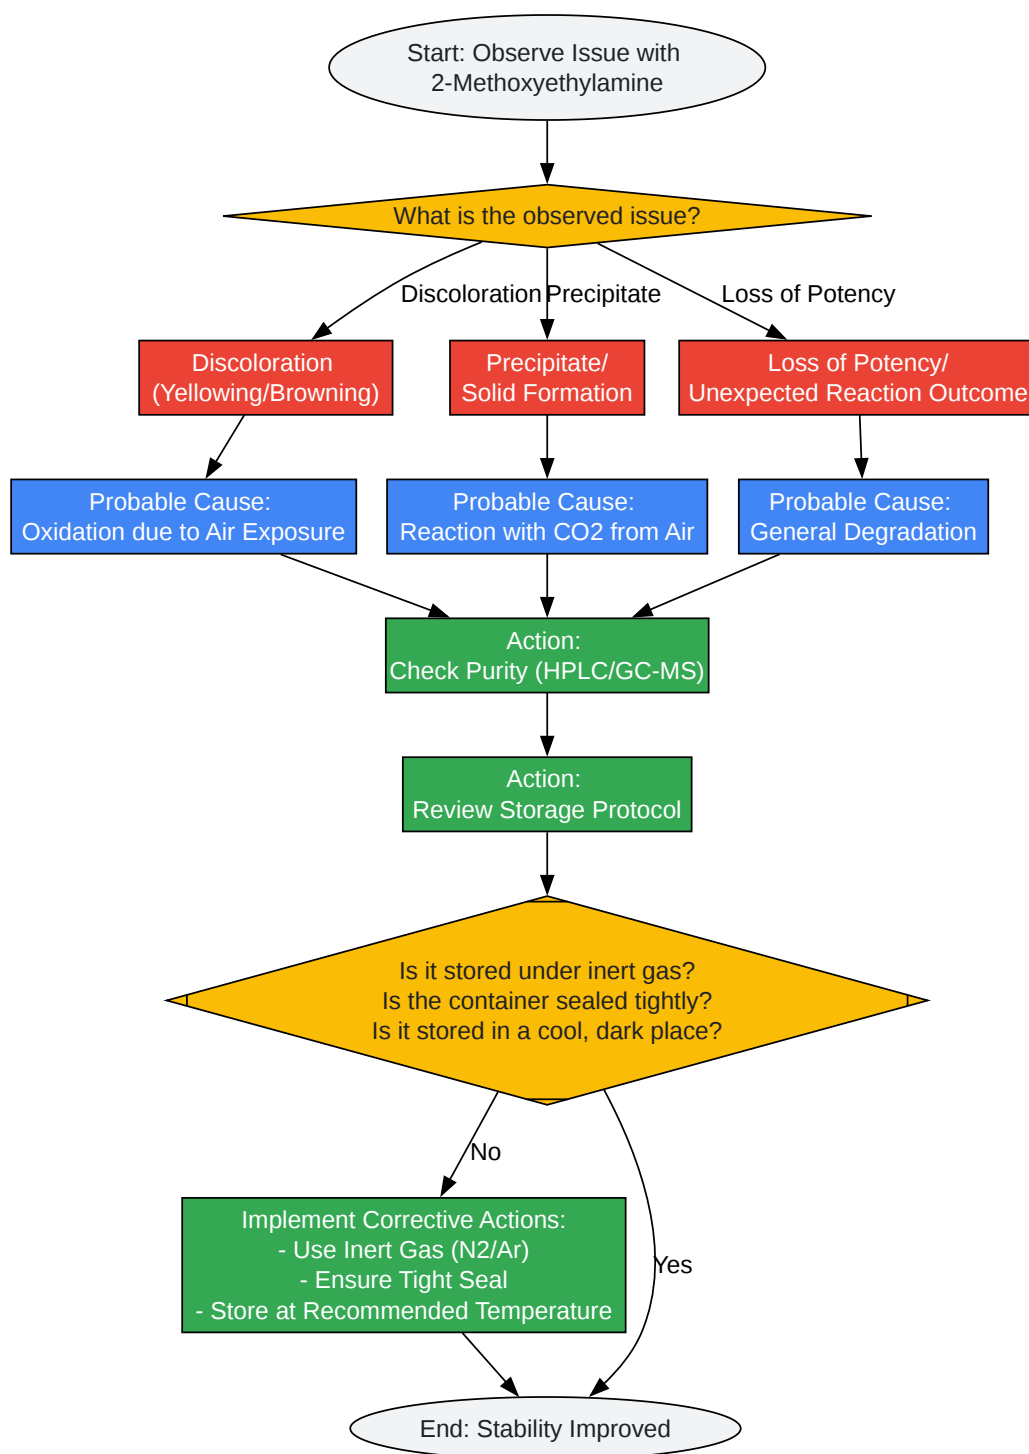 Start: Observe Issue with
2-Methoxyethylamine
What is the observed issue?
Discoloration
Precipitate
Loss of Potency
Discoloration
(Yellowing/Browning)
Precipitate/
Solid Formation
Loss of Potency/
Unexpected Reaction Outcome
Probable Cause:
Oxidation due to Air Exposure
Probable Cause:
Reaction with CO2 from Air
Probable Cause:
General Degradation
Action:
Check Purity (HPLC/GC-MS)
Action:
Review Storage Protocol
Is it stored under inert gas?
Is the container sealed tightly?
Is it stored in a cool, dark place?
No
Implement Corrective Actions:
- Use Inert Gas (N2/Ar)
- Ensure Tight Seal
- Store at Recommended Temperature
Yes
End: Stability Improved